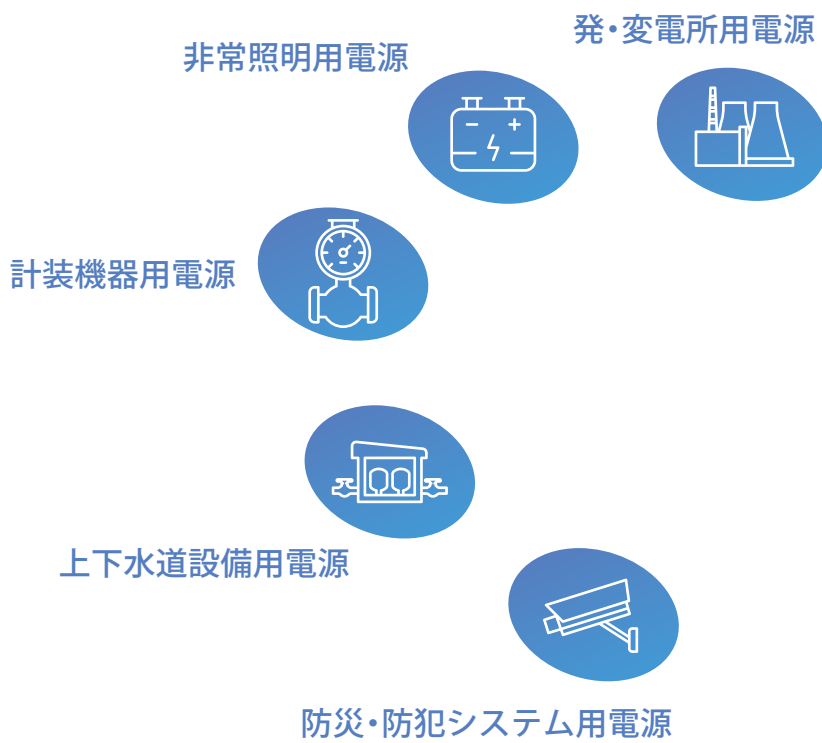 発・変電所用電源
非常照明用電源
計装機器用電源
上下水道設備用電源
防災・防犯システム用電源